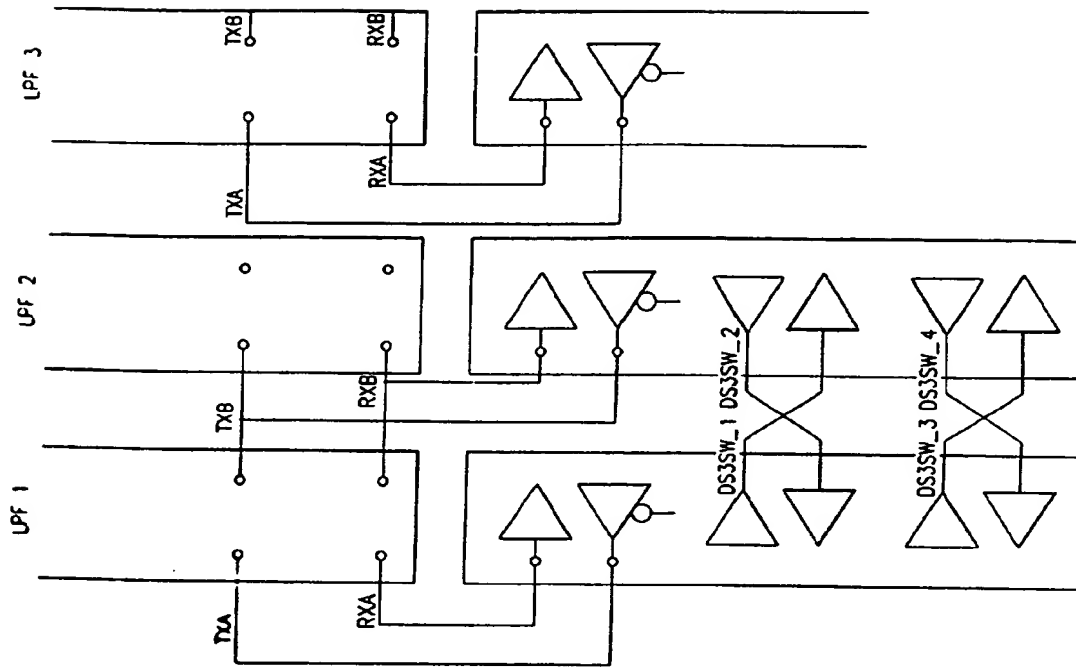 LPF 3
TXB
RXB
TXA
RXA
LPF 2
TXB
RXB
DS3SW_2
DS3SW_4
LPF 1
DS3SW_1
DS3SW_3
TXA
RXA